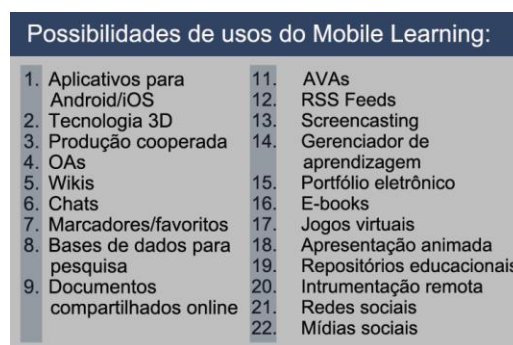 Possibilidades de usos do Mobile Learning:
1. Aplicativos para
Android/iOS
2. Tecnologia 3D
3. Produção cooperada
4. OAs
5. Wikis
6. Chats
7. Marcadores/favoritos
8. Bases de dados para
pesquisa
9. Documentos
compartilhados online
11. AVAs
12. RSS Feeds
13. Screencasting
14. Gerenciador de
aprendizagem
15. Portfólio eletrônico
16. E-books
17. Jogos virtuais
18. Apresentação animada
19. Repositórios educacionais
20. Intrumentação remota
21. Redes sociais
22. Mídias sociais